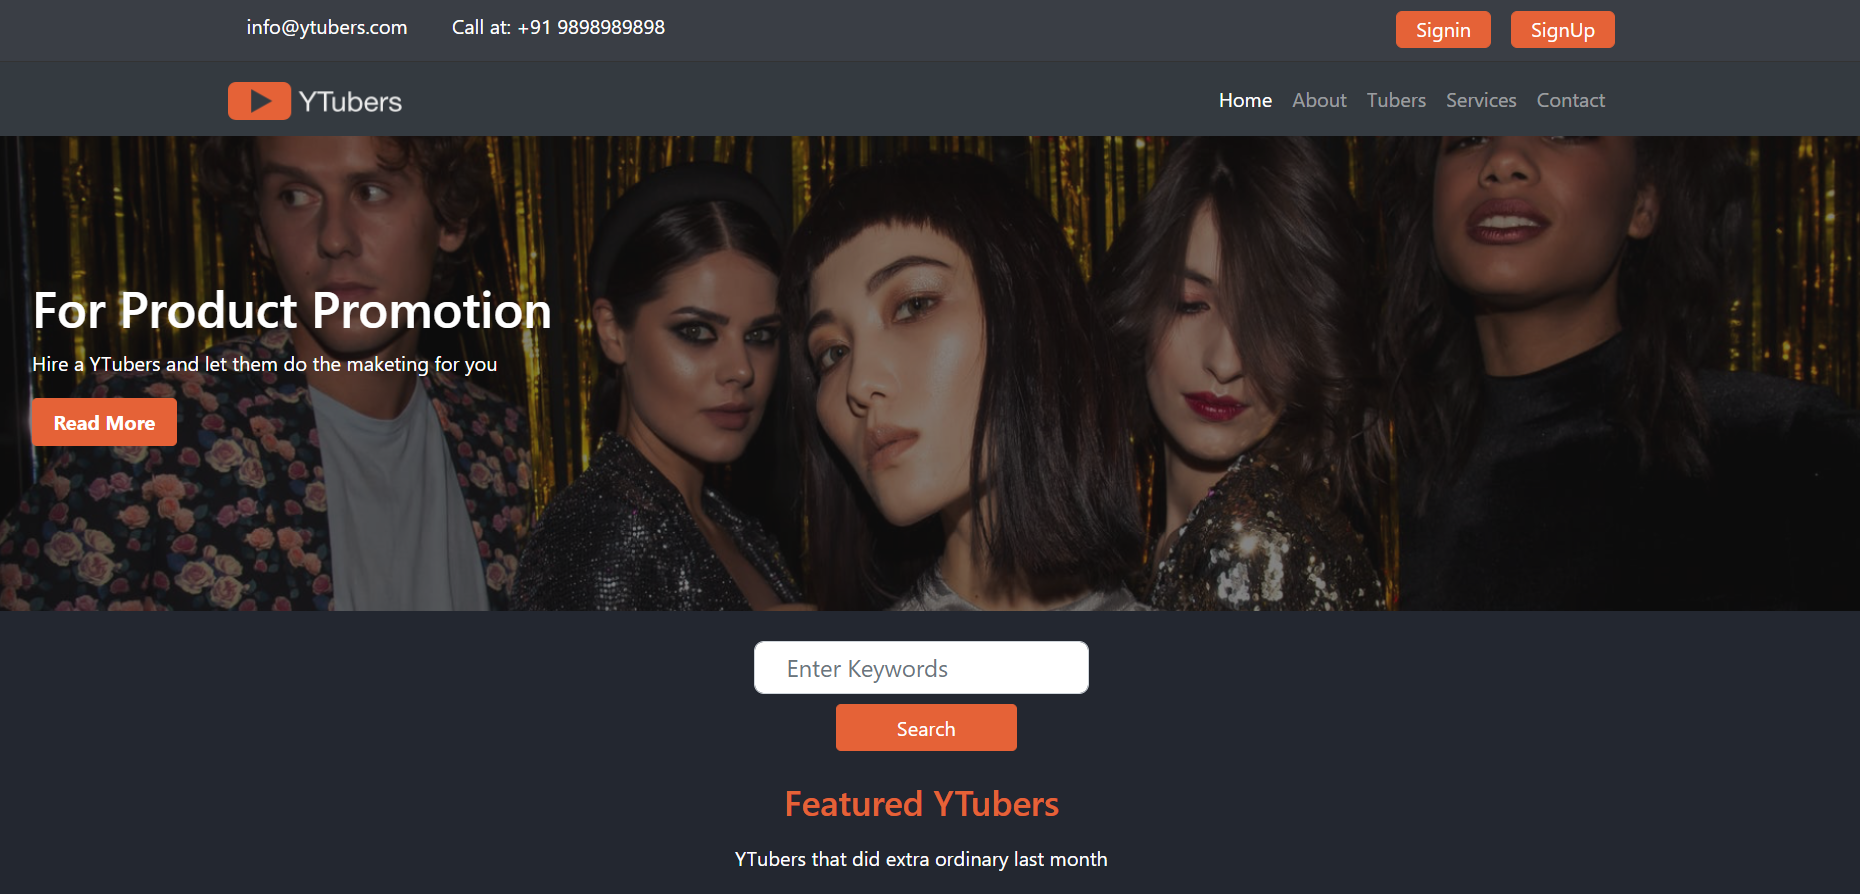 info@ytubers.com Call at: +91 9898989898 Signin SignUp
YTubers Home About Tubers Services Contact
For Product Promotion
Hire a YTubers and let them do the maketing for you
Read More
Enter Keywords
Search
Featured YTubers
YTubers that did extra ordinary last month